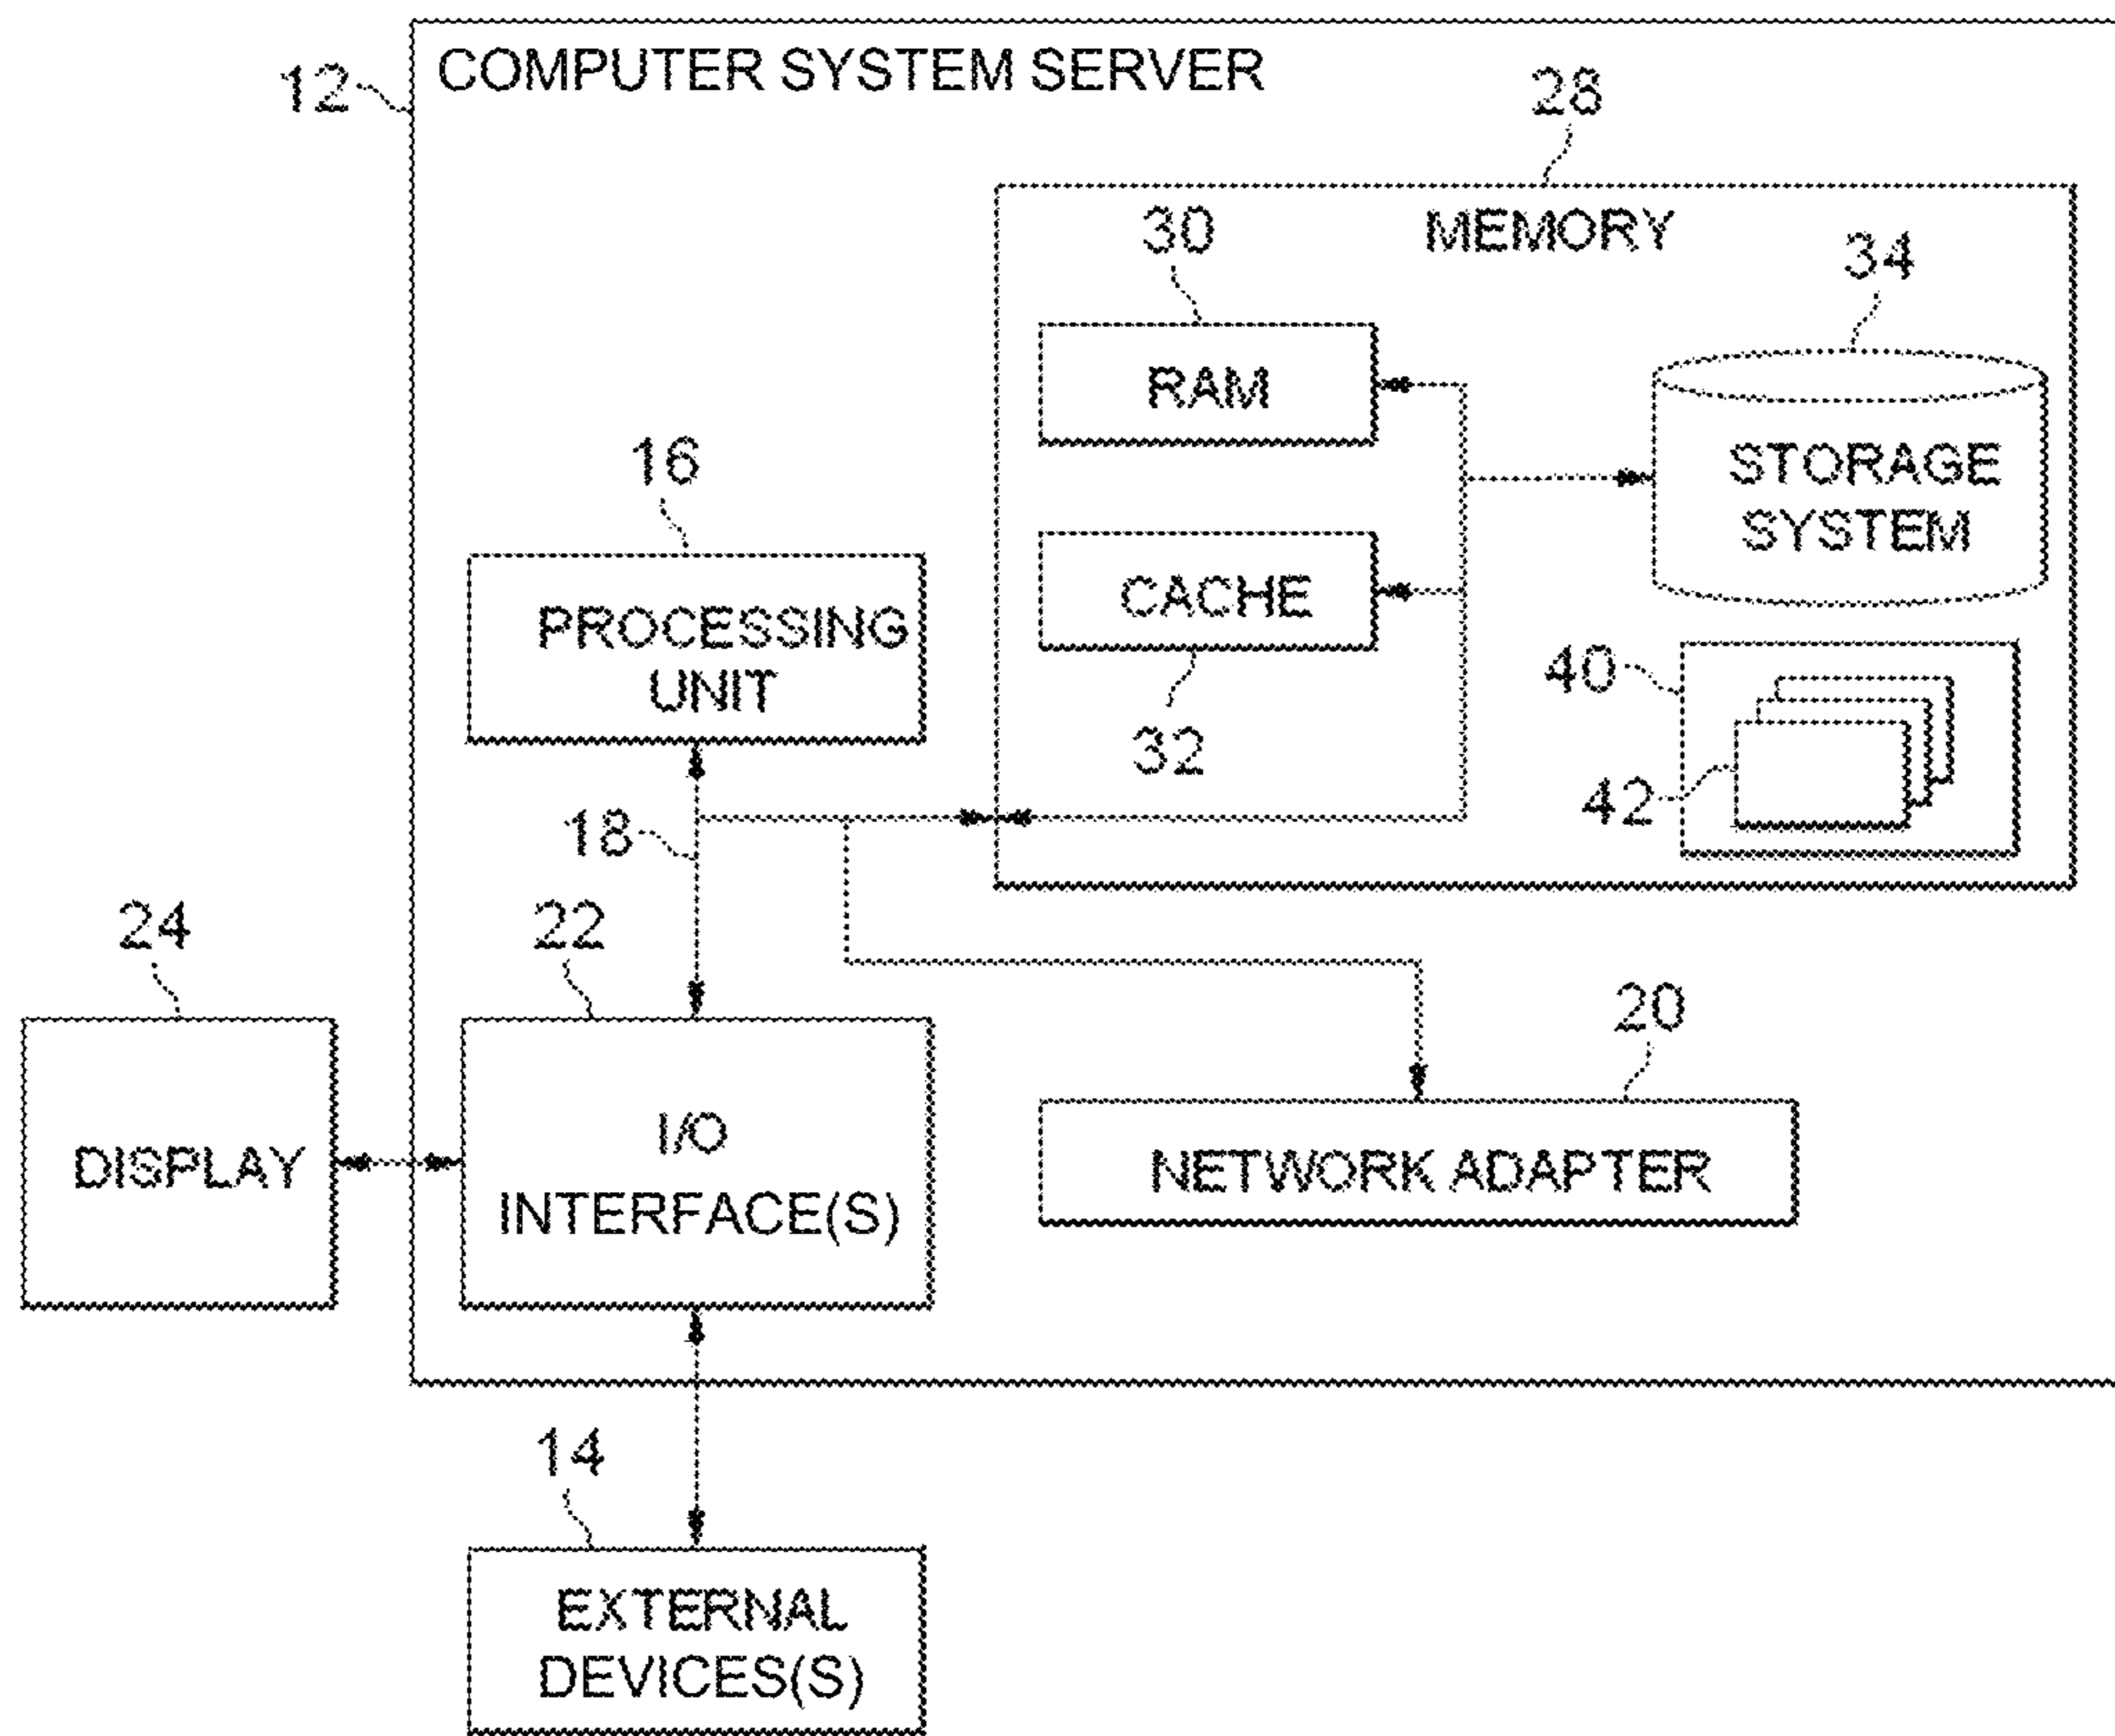 12
COMPUTER SYSTEM SERVER
28
MEMORY
30
34
RAM
STORAGE
SYSTEM
16
PROCESSING
UNIT
CACHE
32
40
42
18
24
22
20
DISPLAY
I/O
INTERFACE(S)
NETWORK ADAPTER
14
EXTERNAL
DEVICES(S)